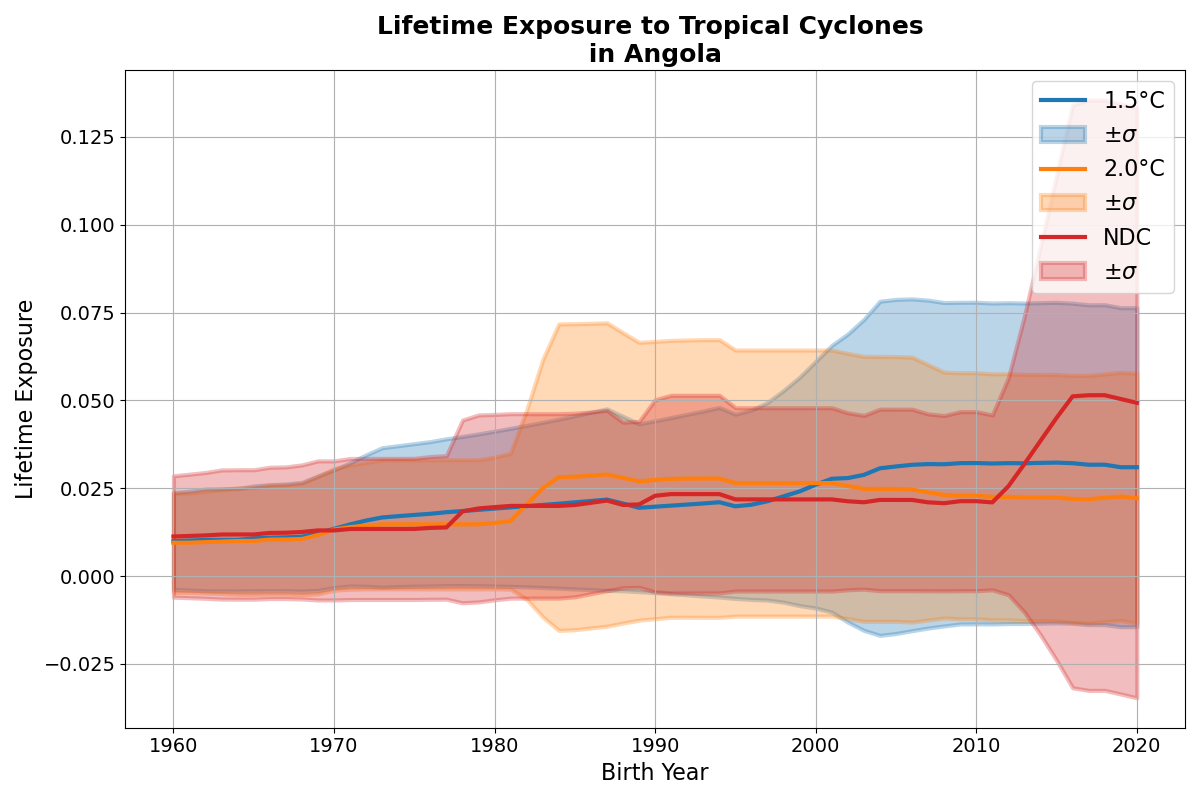 Lifetime Exposure to Tropical Cyclones
in Angola
1.5°C
±σ
2.0°C
±σ
NDC
±σ
0.125
0.100
0.075
0.050
0.025
0.000
−0.025
Lifetime Exposure
1960
1970
1980
1990
2000
2010
2020
Birth Year